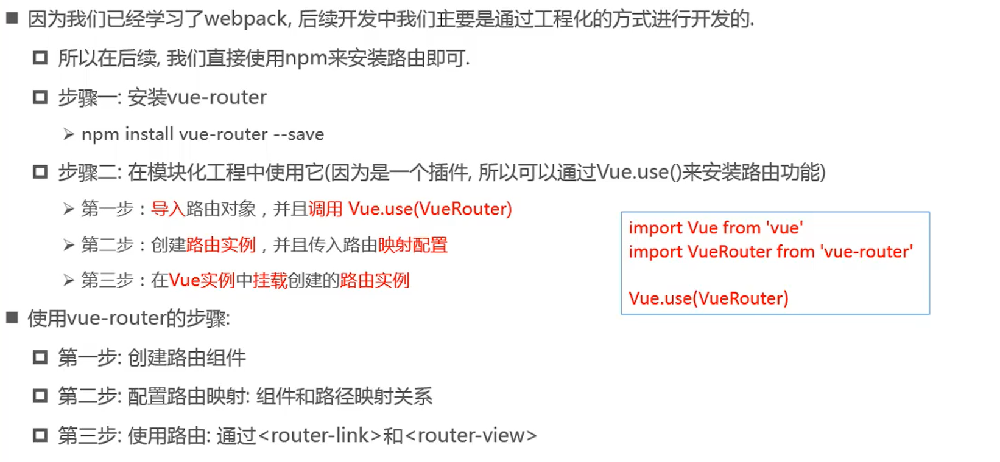 因为我们已经学习了webpack, 后续开发中我们主要是通过工程化的方式进行开发的.
所以在后续, 我们直接使用npm来安装路由即可.
步骤一: 安装vue-router
npm install vue-router --save
步骤二: 在模块化工程中使用它(因为是一个插件, 所以可以通过Vue.use()来安装路由功能)
第一步：导入路由对象，并且调用 Vue.use(VueRouter)
第二步：创建路由实例，并且传入路由映射配置
第三步：在Vue实例中挂载创建的路由实例
import Vue from 'vue'
import VueRouter from 'vue-router'
Vue.use(VueRouter)
使用vue-router的步骤:
第一步: 创建路由组件
第二步: 配置路由映射: 组件和路径映射关系
第三步: 使用路由: 通过<router-link>和<router-view>